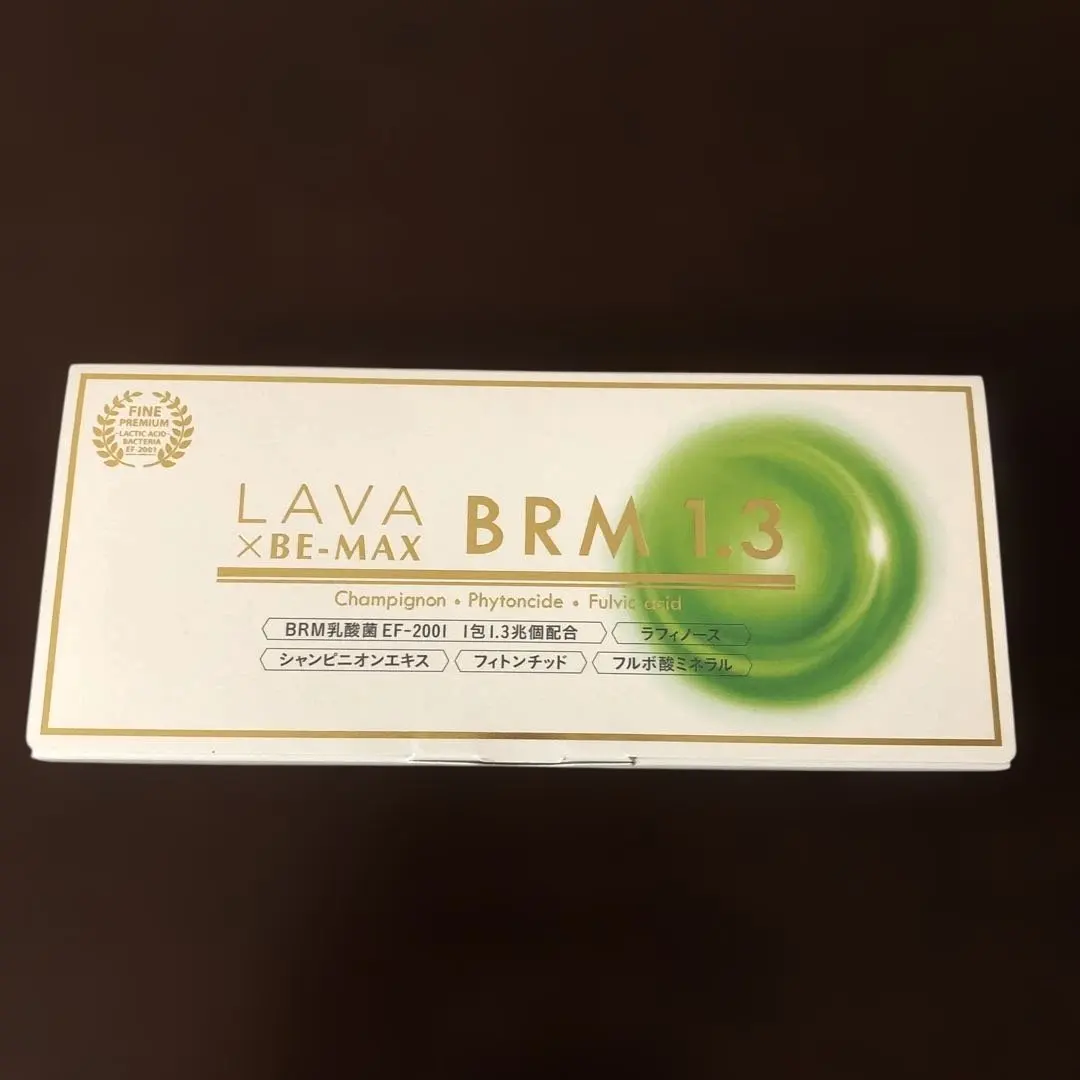 FINE
PREMIUM
-LACTIC ACID-
BACTERIA
EF-2001
LAVA
×BE-MAX
BRM 1.3
Champignon • Phytoncide • Fulvic acid
BRM乳酸菌 EF-2001 1包1.3兆個配合 ラフィノース
シャンピニオンエキス フィトンチッド フルボ酸ミネラル